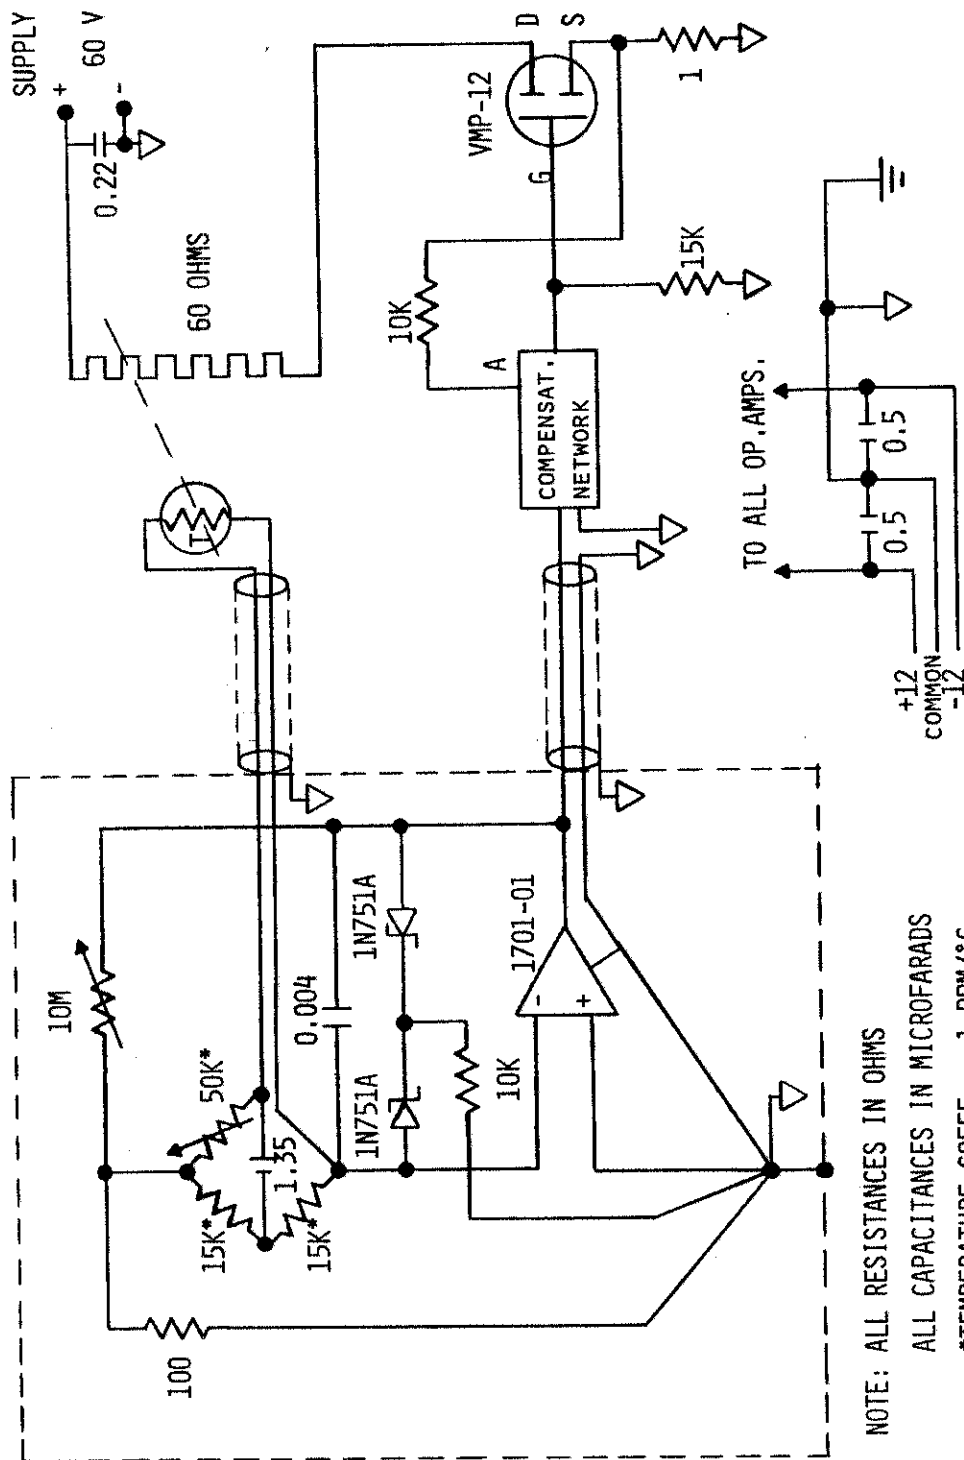 SUPPLY
+ 60 V -
0.22
60 OHMS
D
S
VMP-12
G
1
10K
15K
A
COMPENSAT.
NETWORK
T
TO ALL OP.AMPS.
0.5
0.5
+12
COMMON
-12
10M
50K*
1.35
15K*
15K*
0.004
1N751A
1N751A
10K
1701-01
-
+
100
NOTE: ALL RESISTANCES IN OHMS
ALL CAPACITANCES IN MICROFARADS